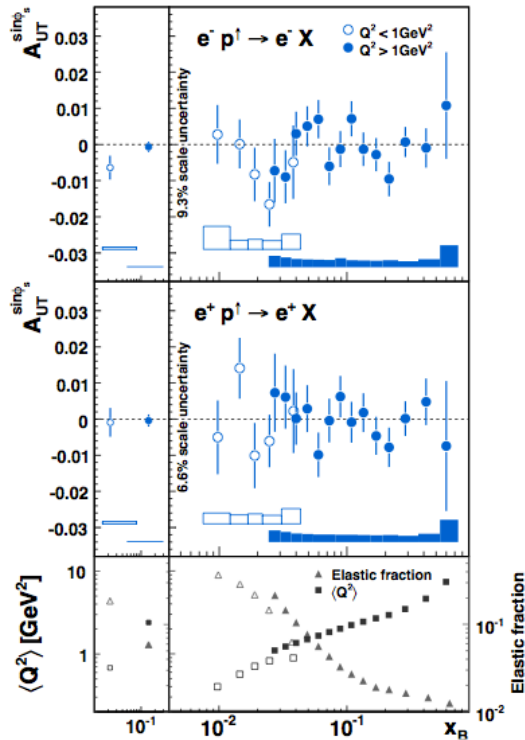 A_UT^sinφ_s
0.03
0.02
0.01
0
-0.01
-0.02
-0.03
9.3% scale uncertainty
e⁻ p↑ → e⁻ X
Q² < 1GeV²
Q² > 1GeV²
A_UT^sinφ_s
0.03
0.02
0.01
0
-0.01
-0.02
-0.03
6.6% scale uncertainty
e⁺ p↑ → e⁺ X
⟨Q²⟩ [GeV²]
10
1
Elastic fraction
⟨Q²⟩
10⁻¹
10⁻²
Elastic fraction
10⁻¹
10⁻²
10⁻¹
x_B